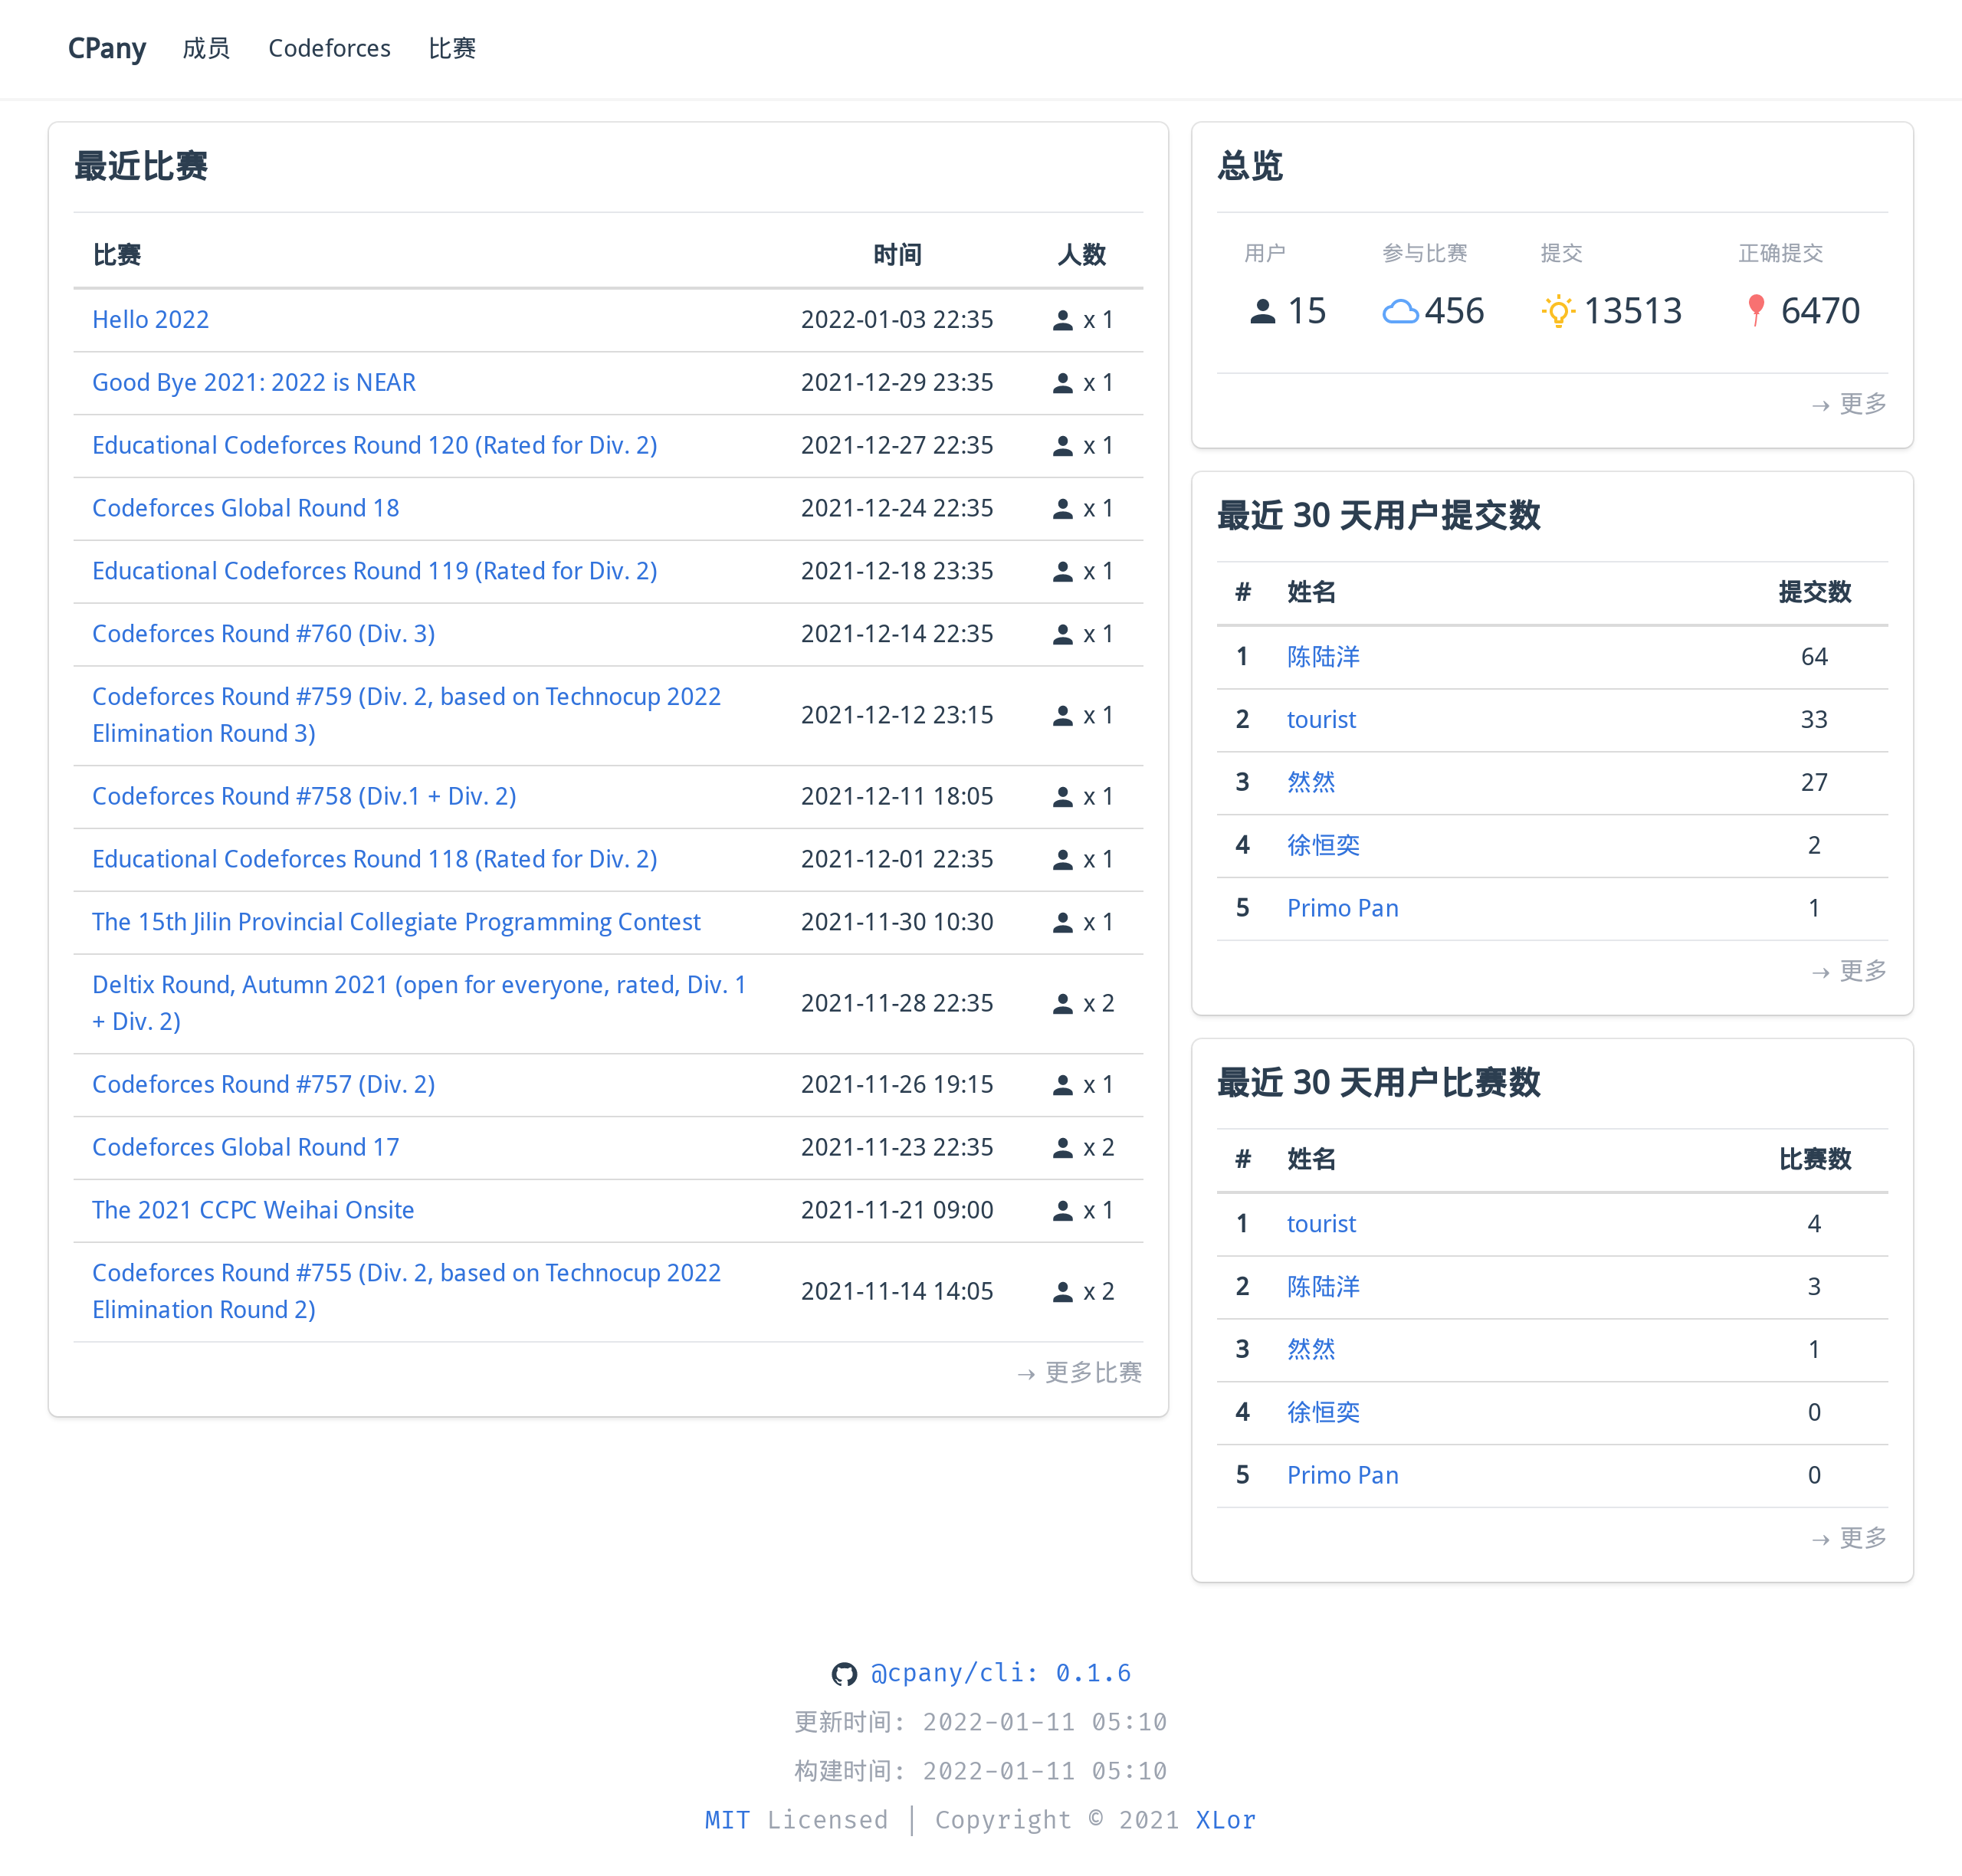 CPany 成员 Codeforces 比赛
最近比赛
比赛 时间 人数
Hello 2022 2022-01-03 22:35 x 1
Good Bye 2021: 2022 is NEAR 2021-12-29 23:35 x 1
Educational Codeforces Round 120 (Rated for Div. 2) 2021-12-27 22:35 x 1
Codeforces Global Round 18 2021-12-24 22:35 x 1
Educational Codeforces Round 119 (Rated for Div. 2) 2021-12-18 23:35 x 1
Codeforces Round #760 (Div. 3) 2021-12-14 22:35 x 1
Codeforces Round #759 (Div. 2, based on Technocup 2022
Elimination Round 3) 2021-12-12 23:15 x 1
Codeforces Round #758 (Div.1 + Div. 2) 2021-12-11 18:05 x 1
Educational Codeforces Round 118 (Rated for Div. 2) 2021-12-01 22:35 x 1
The 15th Jilin Provincial Collegiate Programming Contest 2021-11-30 10:30 x 1
Deltix Round, Autumn 2021 (open for everyone, rated, Div. 1
+ Div. 2) 2021-11-28 22:35 x 2
Codeforces Round #757 (Div. 2) 2021-11-26 19:15 x 1
Codeforces Global Round 17 2021-11-23 22:35 x 2
The 2021 CCPC Weihai Onsite 2021-11-21 09:00 x 1
Codeforces Round #755 (Div. 2, based on Technocup 2022
Elimination Round 2) 2021-11-14 14:05 x 2
→ 更多比赛
总览
用户 参与比赛 提交 正确提交
15 456 13513 6470
→ 更多
最近 30 天用户提交数
# 姓名 提交数
1 陈陆洋 64
2 tourist 33
3 然然 27
4 徐恒奕 2
5 Primo Pan 1
→ 更多
最近 30 天用户比赛数
# 姓名 比赛数
1 tourist 4
2 陈陆洋 3
3 然然 1
4 徐恒奕 0
5 Primo Pan 0
→ 更多
@cpany/cli: 0.1.6
更新时间: 2022-01-11 05:10
构建时间: 2022-01-11 05:10
MIT Licensed | Copyright © 2021 XLor